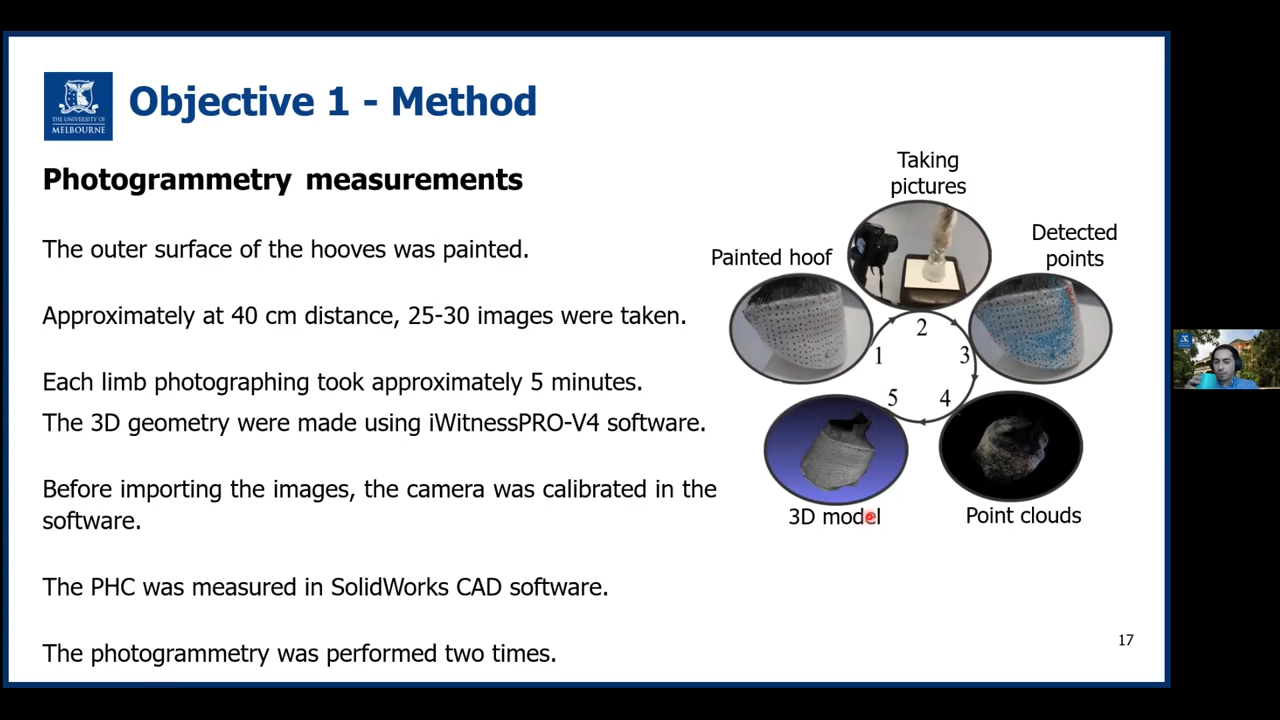 THE UNIVERSITY OF
MELBOURNE
Objective 1 - Method
Photogrammetry measurements
The outer surface of the hooves was painted.
Approximately at 40 cm distance, 25-30 images were taken.
Each limb photographing took approximately 5 minutes.
The 3D geometry were made using iWitnessPRO-V4 software.
Before importing the images, the camera was calibrated in the
software.
The PHC was measured in SolidWorks CAD software.
The photogrammetry was performed two times.
Taking
pictures
Painted hoof
Detected
points
1
2
3
4
5
3D model
Point clouds
17